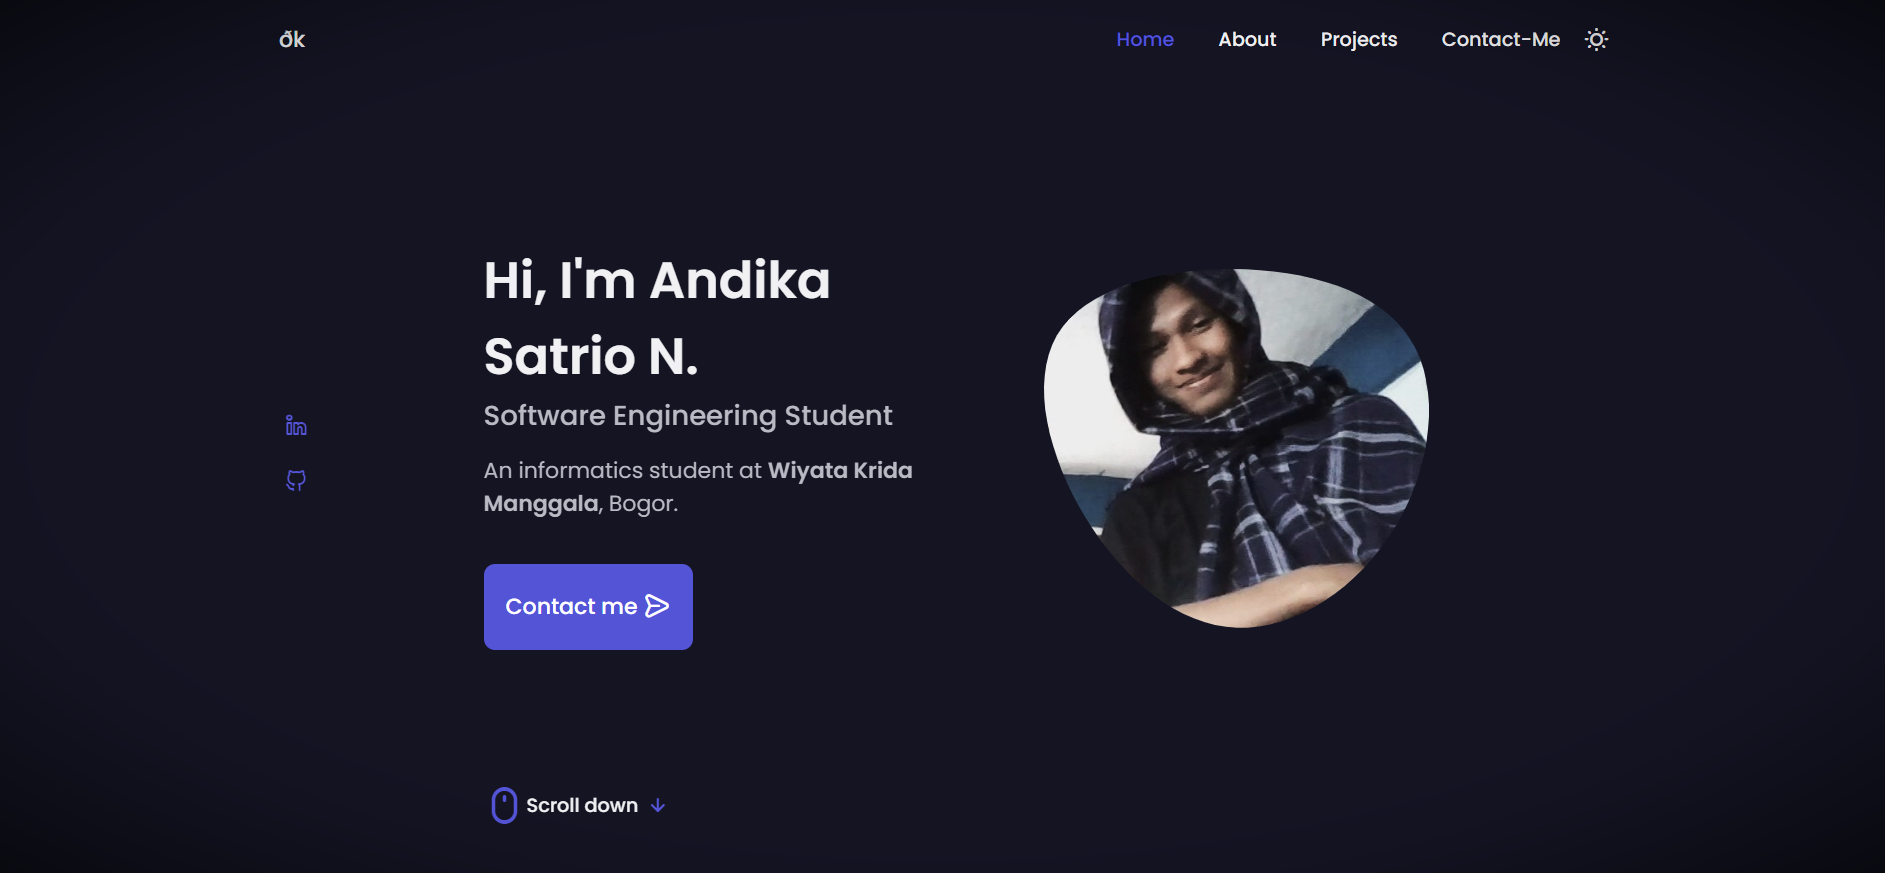 ðk
Home
About
Projects
Contact-Me
Hi, I'm Andika
Satrio N.
Software Engineering Student
An informatics student at Wiyata Krida
Manggala, Bogor.
Contact me
Scroll down